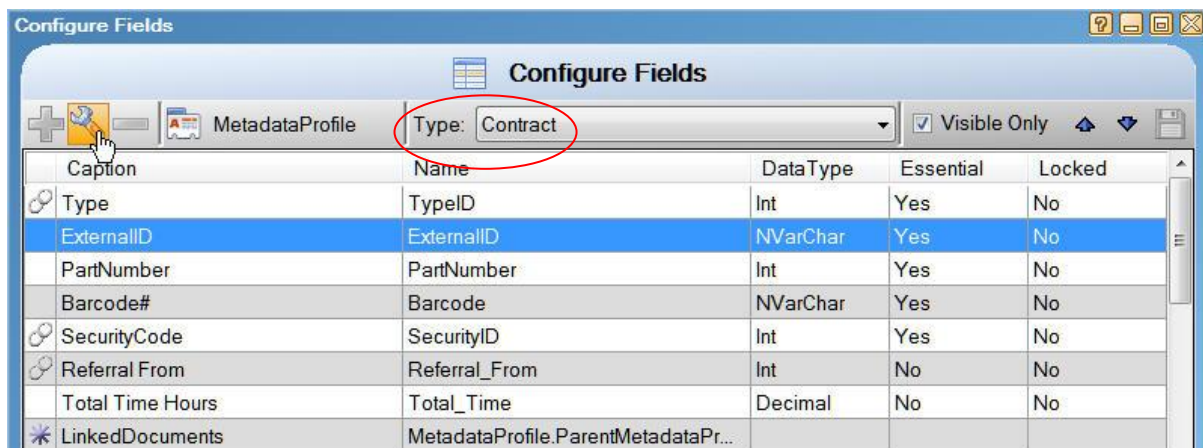 Configure Fields
Configure Fields
MetadataProfile Type: Contract Visible Only
Caption Name DataType Essential Locked
Type TypeID Int Yes No
ExternalID ExternalID NVarChar Yes No
PartNumber PartNumber Int Yes No
Barcode# Barcode NVarChar Yes No
SecurityCode SecurityID Int Yes No
Referral From Referral_From Int No No
Total Time Hours Total_Time Decimal No No
LinkedDocuments MetadataProfile.ParentMetadataPr...